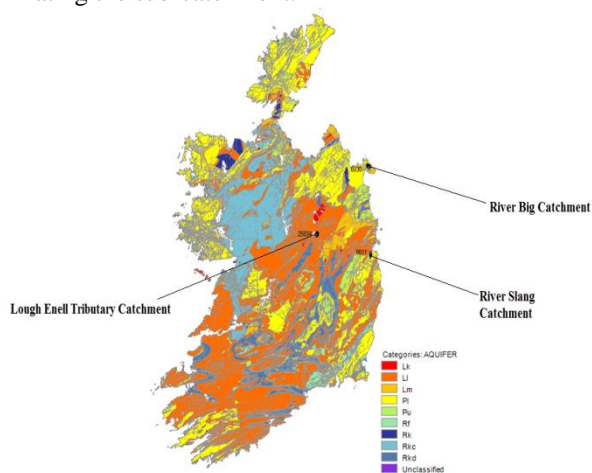 River Big Catchment
River Slang
Catchment
Lough Enell Tributary Catchment
Categories: AQUIFER
Lk
Ll
Lm
Pl
Pu
Rf
Rk
Rkc
Rkd
Unclassified